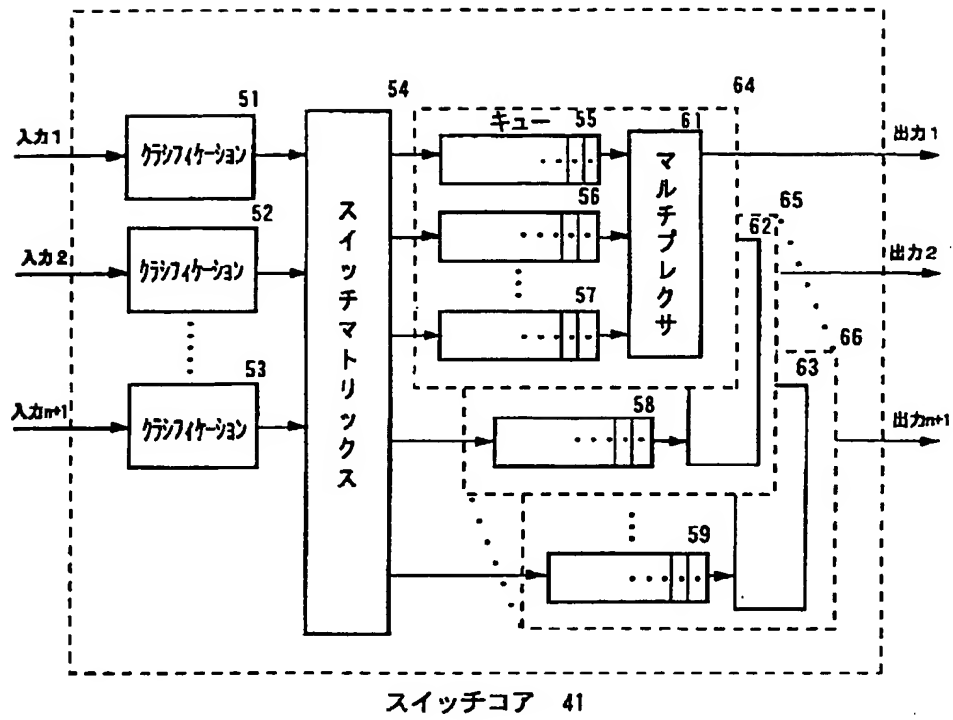 51
54
64
入力1
クラシフィケーション
キュー
55
61
出力1
スイッチマトリックス
マルチプレクサ
52
56
62
65
入力2
クラシフィケーション
出力2
57
53
66
63
入力n+1
クラシフィケーション
58
出力n+1
59
スイッチコア 41